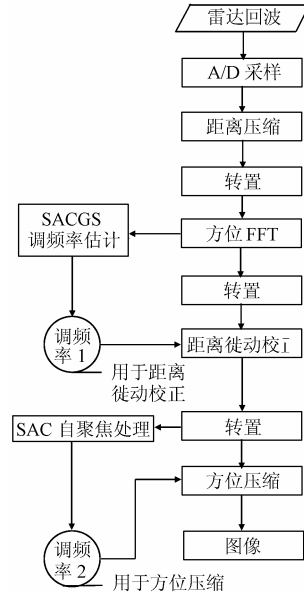 雷达回波
A/D 采样
距离压缩
转置
SACGS
调频率估计
方位 FFT
转置
调频
率 1
距离徙动校正
用于距离
徙动校正
SAC 自聚焦处理
转置
方位压缩
调频
率 2
图像
用于方位压缩